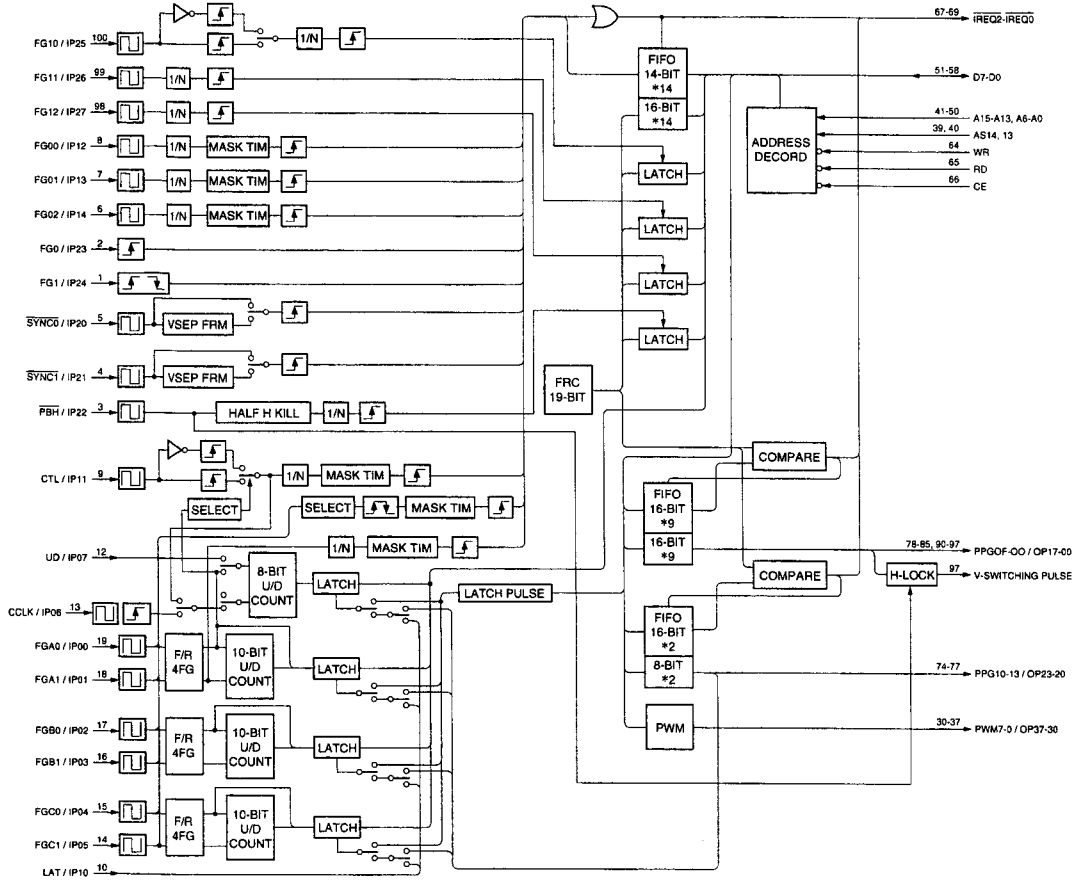 100
FG10 / IP25
1/N
99
FG11 / IP26
1/N
98
FG12 / IP27
1/N
8
FG00 / IP12
1/N
MASK TIM
7
FG01 / IP13
1/N
MASK TIM
6
FG02 / IP14
1/N
MASK TIM
2
FG0 / IP23
1
FG1 / IP24
5
SYNC0 / IP20
VSEP FRM
4
SYNC1 / IP21
VSEP FRM
3
PBH / IP22
HALF H KILL
1/N
9
CTL / IP11
1/N
MASK TIM
SELECT
SELECT
MASK TIM
1/N
MASK TIM
12
UD / IP07
8-BIT
U/D
COUNT
LATCH
13
CCLK / IP06
19
FGA0 / IP00
18
FGA1 / IP01
F/R
4FG
10-BIT
U/D
COUNT
LATCH
17
FGB0 / IP02
16
FGB1 / IP03
F/R
4FG
10-BIT
U/D
COUNT
LATCH
15
FGC0 / IP04
14
FGC1 / IP05
F/R
4FG
10-BIT
U/D
COUNT
LATCH
10
LAT / IP10
LATCH PULSE
FIFO
14-BIT
*14
16-BIT
*14
LATCH
LATCH
LATCH
LATCH
FRC
19-BIT
COMPARE
FIFO
16-BIT
*9
16-BIT
*9
COMPARE
FIFO
16-BIT
*2
8-BIT
*2
PWM
H-LOCK
ADDRESS
DECORD
67-69
IREQ2-IREQ0
51-58
D7-D0
41-50
A15-A13, A6-A0
39, 40
AS14, 13
64
WR
65
RD
66
CE
78-85, 90-97
PPGOF-OO / OP17-00
97
V-SWITCHING PULSE
74-77
PPG10-13 / OP23-20
30-37
PWM7-0 / OP37-30